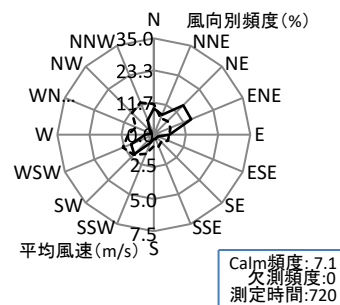 N
風向別頻度(%)
35.0
NNW
NNE
NW
23.3
NE
WN...
11.7
ENE
W
0.0
E
WSW
2.5
ESE
SW
5.0
SE
SSW
7.5
SSE
平均風速(m/s)
S
Calm頻度: 7.1
欠測頻度:0
測定時間:720